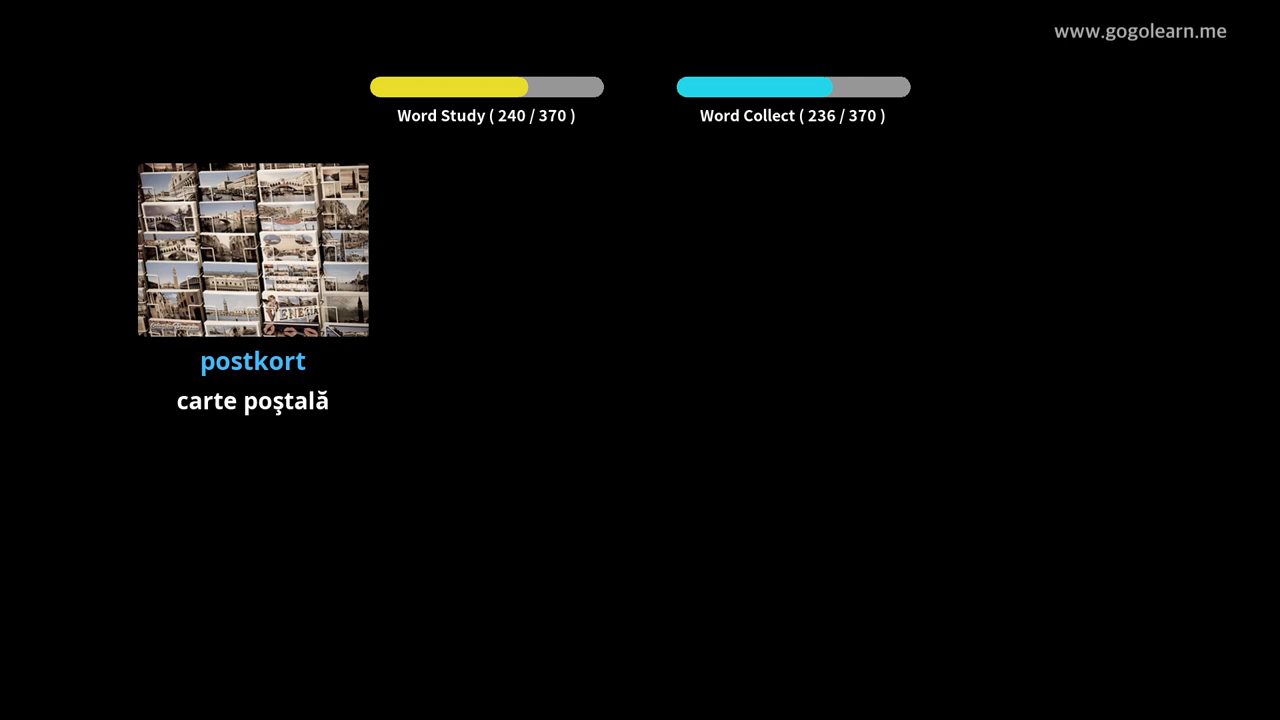 www.gogolearn.me
Word Study ( 240 / 370 )
Word Collect ( 236 / 370 )
postkort
carte poştală